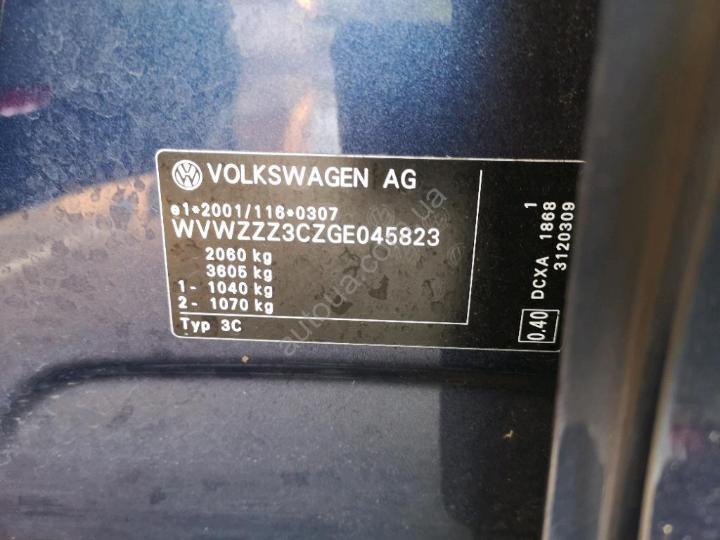 VOLKSWAGEN AG
e1*2001/116*0307
WVWZZZ3CZGE045823
2060 kg
3605 kg
1- 1040 kg
2- 1070 kg
Typ 3C
1
DCXA 1868
3120309
0.40
autoua.com.ua